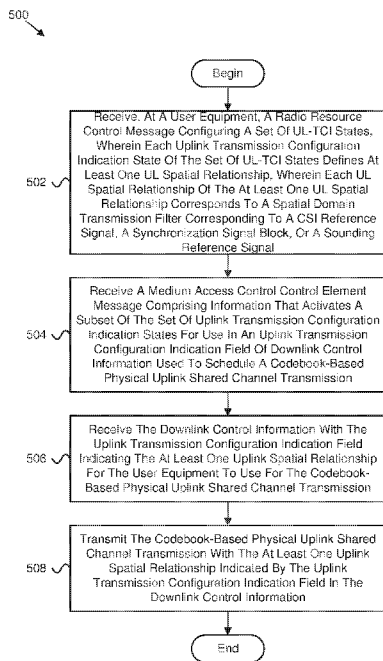 500
Begin
502
Receive, At A User Equipment, A Radio Resource
Control Message Configuring A Set Of UL-TCI States,
Wherein Each Uplink Transmission Configuration
Indication State Of The Set Of UL-TCI States Defines At
Least One UL Spatial Relationship, Wherein Each UL
Spatial Relationship Of The At Least One UL Spatial
Relationship Corresponds To A Spatial Domain
Transmission Filter Corresponding To A CSI Reference
Signal, A Synchronization Signal Block, Or A Sounding
Reference Signal
504
Receive A Medium Access Control Control Element
Message Comprising Information That Activates A
Subset Of The Set Of Uplink Transmission Configuration
Indication States For Use In An Uplink Transmission
Configuration Indication Field Of Downlink Control
Information Used To Schedule A Codebook-Based
Physical Uplink Shared Channel Transmission
506
Receive The Downlink Control Information With The
Uplink Transmission Configuration Indication Field
Indicating The At Least One Uplink Spatial Relationship
For The User Equipment To Use For The Codebook-
Based Physical Uplink Shared Channel Transmission
508
Transmit The Codebook-Based Physical Uplink Shared
Channel Transmission With The At Least One Uplink
Spatial Relationship Indicated By The Uplink
Transmission Configuration Indication Field In The
Downlink Control Information
End